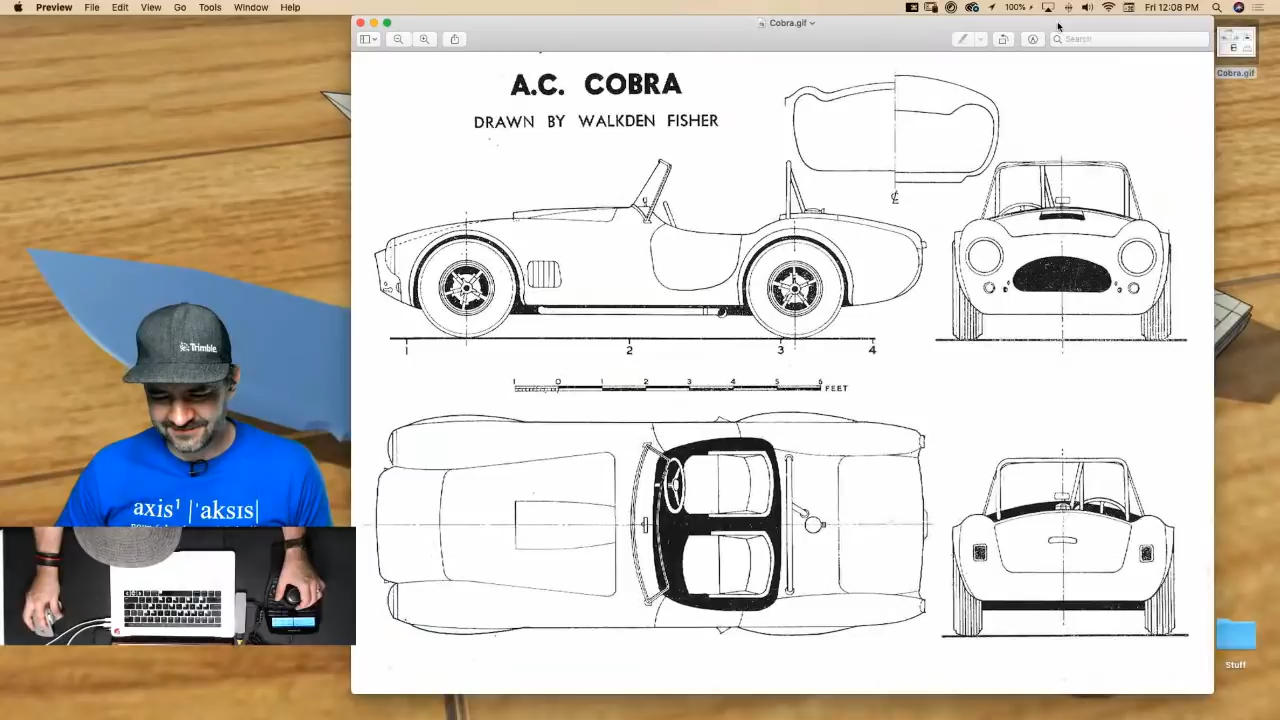 Preview File Edit View Go Tools Window Help
100% Fri 12:08 PM
Cobra.gif
Search
Cobra.gif
A.C. COBRA
DRAWN BY WALKDEN FISHER
1 2 3 4
1 0 1 2 3 4 5 6 FEET
Trimble
axis¹ |ˈaksɪs|
Stuff